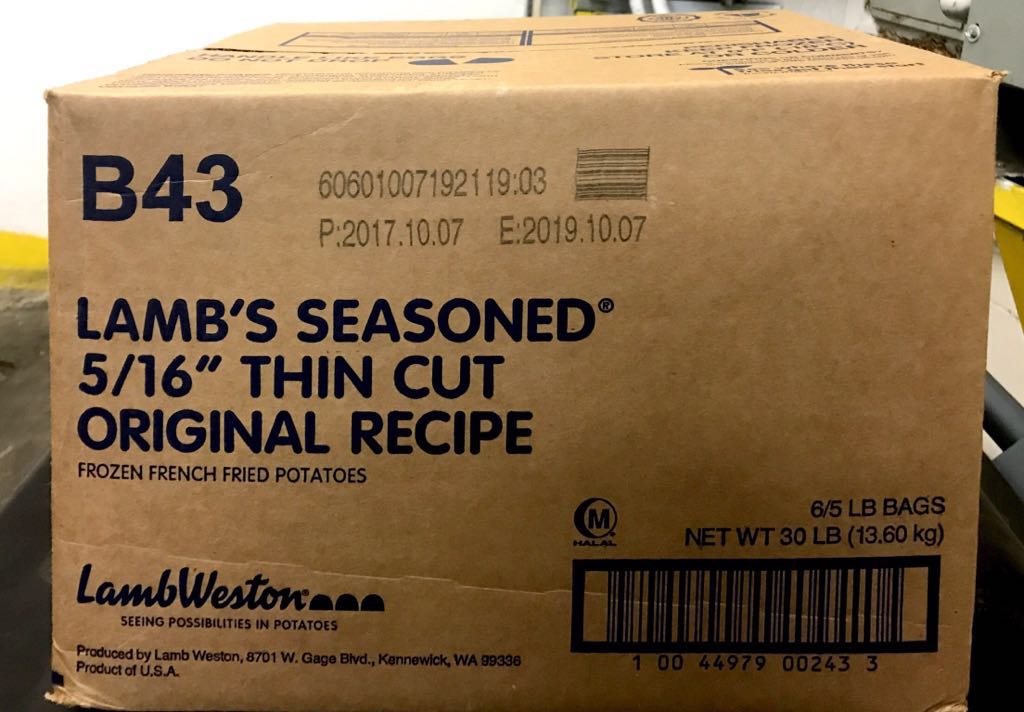 B43
60601007192119:03
P:2017.10.07 E:2019.10.07
LAMB'S SEASONED®
5/16" THIN CUT
ORIGINAL RECIPE
FROZEN FRENCH FRIED POTATOES
M
HALAL
6/5 LB BAGS
NET WT 30 LB (13.60 kg)
LambWeston®
SEEING POSSIBILITIES IN POTATOES
Produced by Lamb Weston, 8701 W. Gage Blvd., Kennewick, WA 99336
Product of U.S.A.
1 00 44979 00243 3